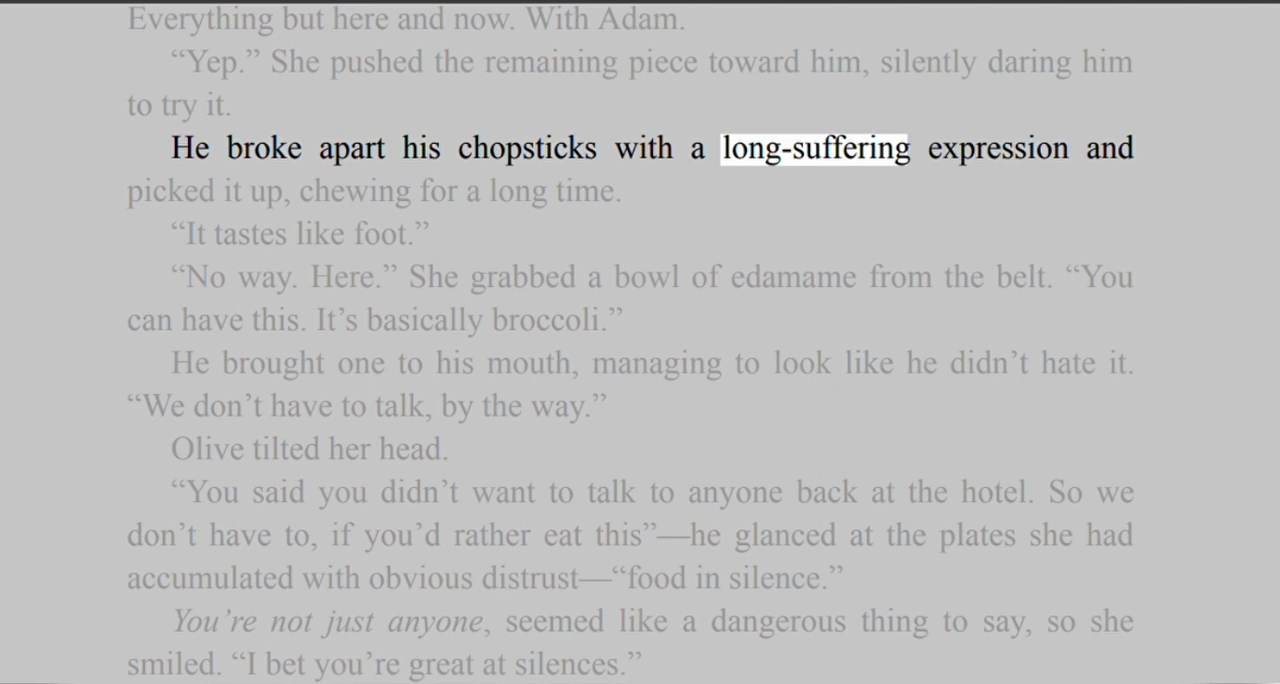 Everything but here and now. With Adam.
“Yep.” She pushed the remaining piece toward him, silently daring him
to try it.
He broke apart his chopsticks with a long-suffering expression and
picked it up, chewing for a long time.
“It tastes like foot.”
“No way. Here.” She grabbed a bowl of edamame from the belt. “You
can have this. It’s basically broccoli.”
He brought one to his mouth, managing to look like he didn’t hate it.
“We don’t have to talk, by the way.”
Olive tilted her head.
“You said you didn’t want to talk to anyone back at the hotel. So we
don’t have to, if you’d rather eat this”—he glanced at the plates she had
accumulated with obvious distrust—“food in silence.”
You’re not just anyone, seemed like a dangerous thing to say, so she
smiled. “I bet you’re great at silences.”